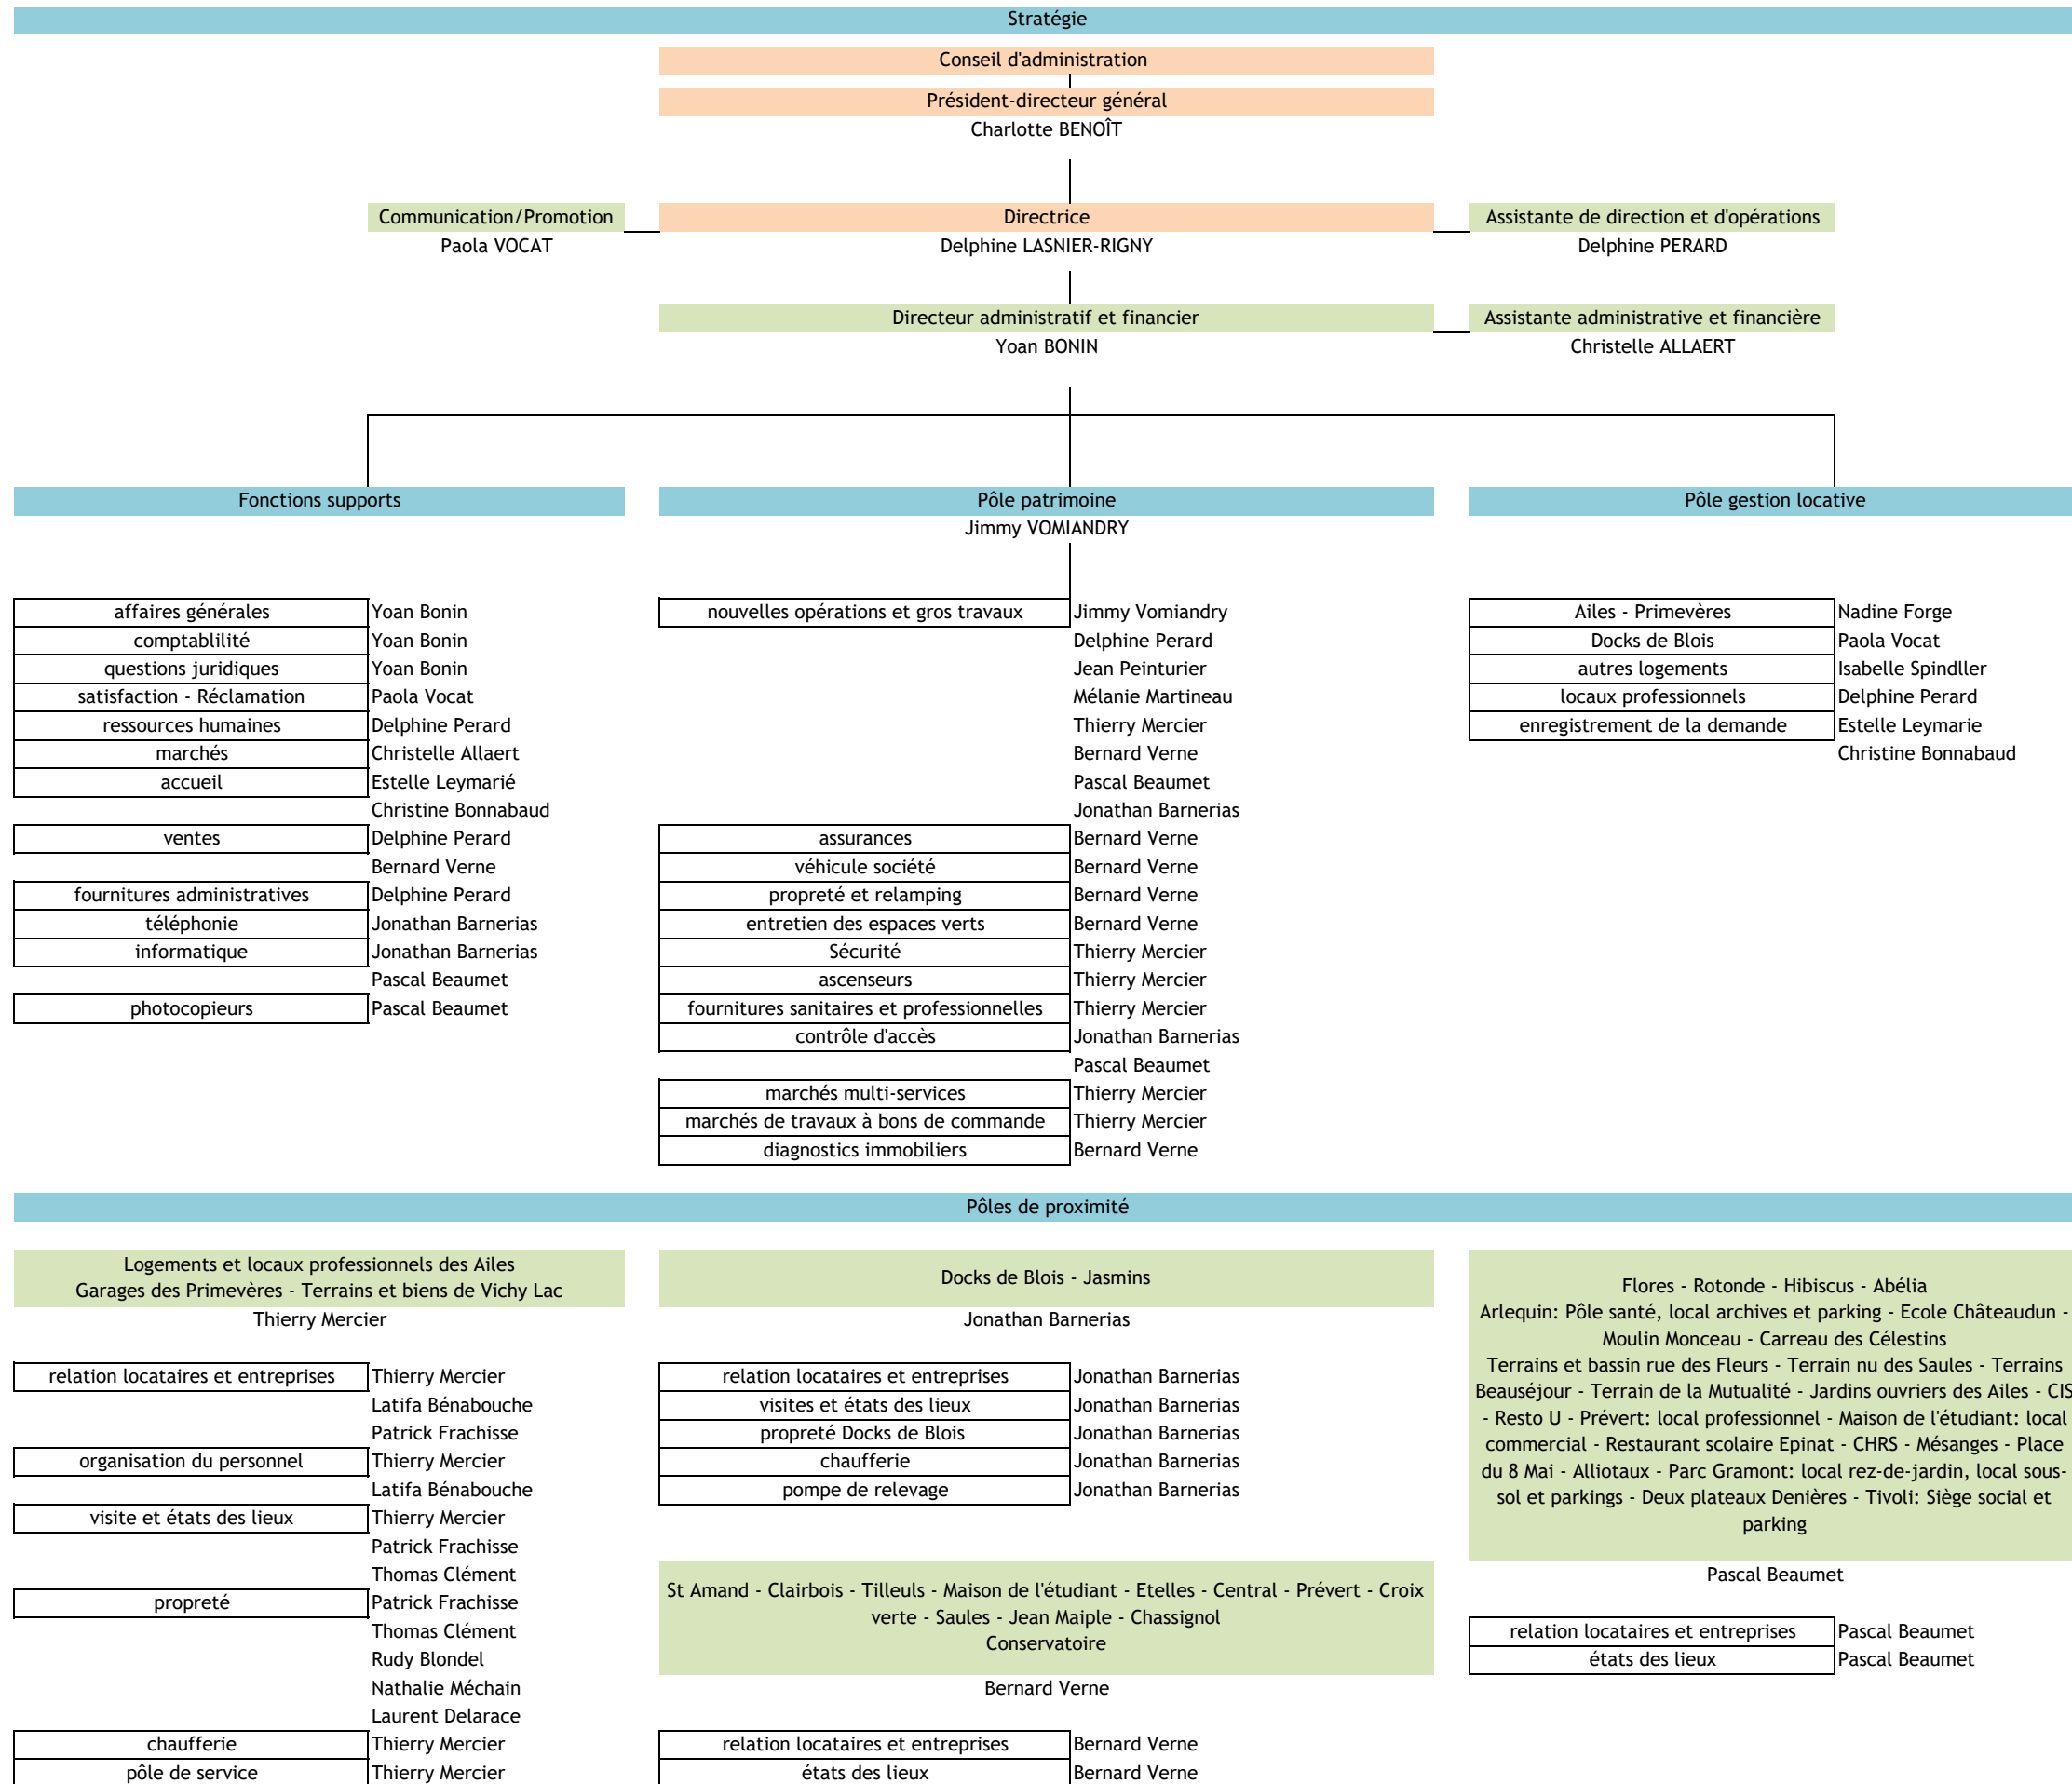 Stratégie
Conseil d'administration
Président-directeur général
Charlotte BENOÎT
Communication/Promotion
Paola VOCAT
Directrice
Delphine LASNIER-RIGNY
Assistante de direction et d'opérations
Delphine PERARD
Directeur administratif et financier
Yoan BONIN
Assistante administrative et financière
Christelle ALLAERT
Fonctions supports
affaires générales Yoan Bonin
comptablilité Yoan Bonin
questions juridiques Yoan Bonin
satisfaction - Réclamation Paola Vocat
ressources humaines Delphine Perard
marchés Christelle Allaert
accueil Estelle Leymarié
Christine Bonnabaud
ventes Delphine Perard
Bernard Verne
fournitures administratives Delphine Perard
téléphonie Jonathan Barnerias
informatique Jonathan Barnerias
Pascal Beaumet
photocopieurs Pascal Beaumet
Pôle patrimoine
Jimmy VOMIANDRY
nouvelles opérations et gros travaux Jimmy Vomiandry
Delphine Perard
Jean Peinturier
Mélanie Martineau
Thierry Mercier
Bernard Verne
Pascal Beaumet
Jonathan Barnerias
assurances Bernard Verne
véhicule société Bernard Verne
propreté et relamping Bernard Verne
entretien des espaces verts Bernard Verne
Sécurité Thierry Mercier
ascenseurs Thierry Mercier
fournitures sanitaires et professionnelles Thierry Mercier
contrôle d'accès Jonathan Barnerias
Pascal Beaumet
marchés multi-services Thierry Mercier
marchés de travaux à bons de commande Thierry Mercier
diagnostics immobiliers Bernard Verne
Pôle gestion locative
Ailes - Primevères Nadine Forge
Docks de Blois Paola Vocat
autres logements Isabelle Spindller
locaux professionnels Delphine Perard
enregistrement de la demande Estelle Leymarie
Christine Bonnabaud
Pôles de proximité
Logements et locaux professionnels des Ailes
Garages des Primevères - Terrains et biens de Vichy Lac
Thierry Mercier
relation locataires et entreprises Thierry Mercier
Latifa Bénabouche
Patrick Frachisse
organisation du personnel Thierry Mercier
Latifa Bénabouche
visite et états des lieux Thierry Mercier
Patrick Frachisse
Thomas Clément
propreté Patrick Frachisse
Thomas Clément
Rudy Blondel
Nathalie Méchain
Laurent Delarace
chaufferie Thierry Mercier
pôle de service Thierry Mercier
Docks de Blois - Jasmins
Jonathan Barnerias
relation locataires et entreprises Jonathan Barnerias
visites et états des lieux Jonathan Barnerias
propreté Docks de Blois Jonathan Barnerias
chaufferie Jonathan Barnerias
pompe de relevage Jonathan Barnerias
St Amand - Clairbois - Tilleuls - Maison de l'étudiant - Etelles - Central - Prévert - Croix
verte - Saules - Jean Maiple - Chassignol
Conservatoire
Bernard Verne
relation locataires et entreprises Bernard Verne
états des lieux Bernard Verne
Flores - Rotonde - Hibiscus - Abélia
Arlequin: Pôle santé, local archives et parking - Ecole Châteaudun -
Moulin Monceau - Carreau des Célestins
Terrains et bassin rue des Fleurs - Terrain nu des Saules - Terrains
Beauséjour - Terrain de la Mutualité - Jardins ouvriers des Ailes - CIS
- Resto U - Prévert: local professionnel - Maison de l'étudiant: local
commercial - Restaurant scolaire Epinat - CHRS - Mésanges - Place
du 8 Mai - Alliotaux - Parc Gramont: local rez-de-jardin, local sous-
sol et parkings - Deux plateaux Denières - Tivoli: Siège social et
parking
Pascal Beaumet
relation locataires et entreprises Pascal Beaumet
états des lieux Pascal Beaumet